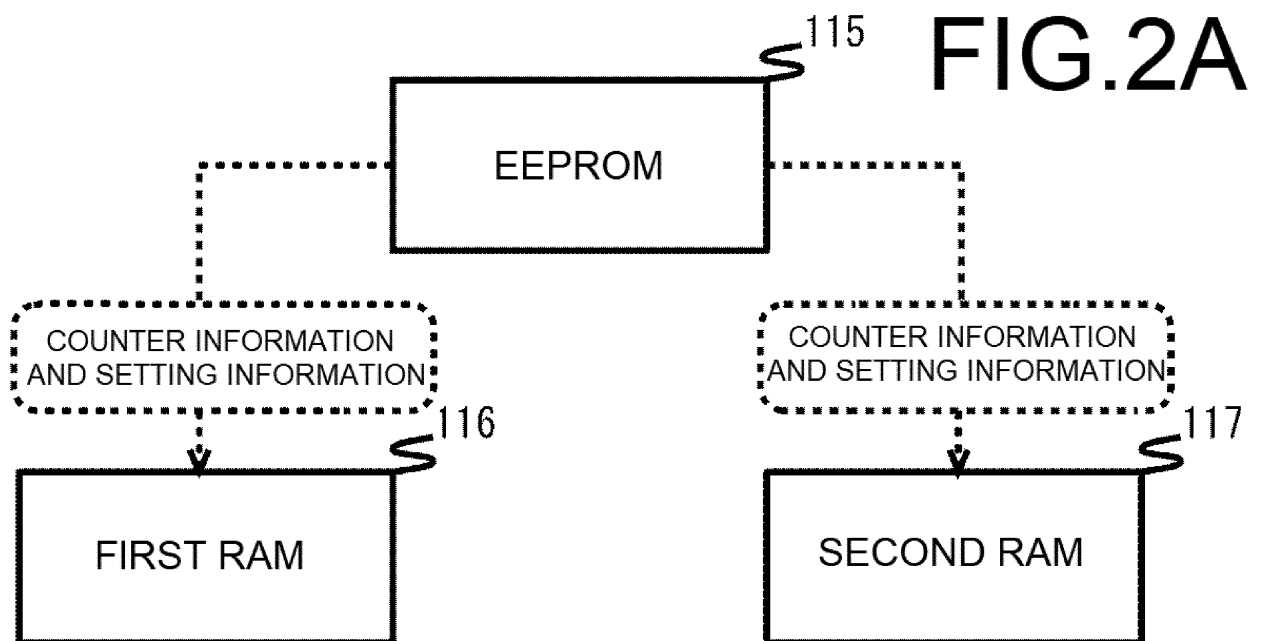 115
FIG.2A
EEPROM
COUNTER INFORMATION
AND SETTING INFORMATION
COUNTER INFORMATION
AND SETTING INFORMATION
116
117
FIRST RAM
SECOND RAM